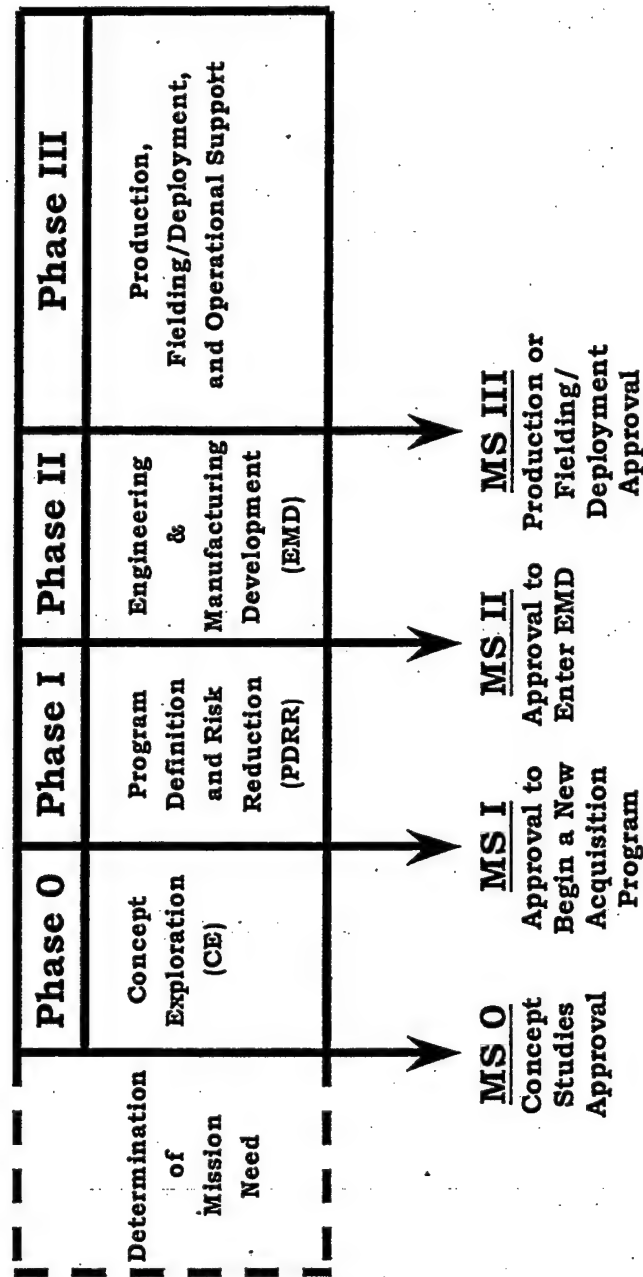 Determination
of
Mission
Need
Phase O
Concept
Exploration
(CE)
Phase I
Program
Definition
and Risk
Reduction
(PDRR)
Phase II
Engineering
&
Manufacturing
Development
(EMD)
Phase III
Production,
Fielding/Deployment,
and Operational Support
MS O
Concept
Studies
Approval
MS I
Approval to
Begin a New
Acquisition
Program
MS II
Approval to
Enter EMD
MS III
Production or
Fielding/
Deployment
Approval